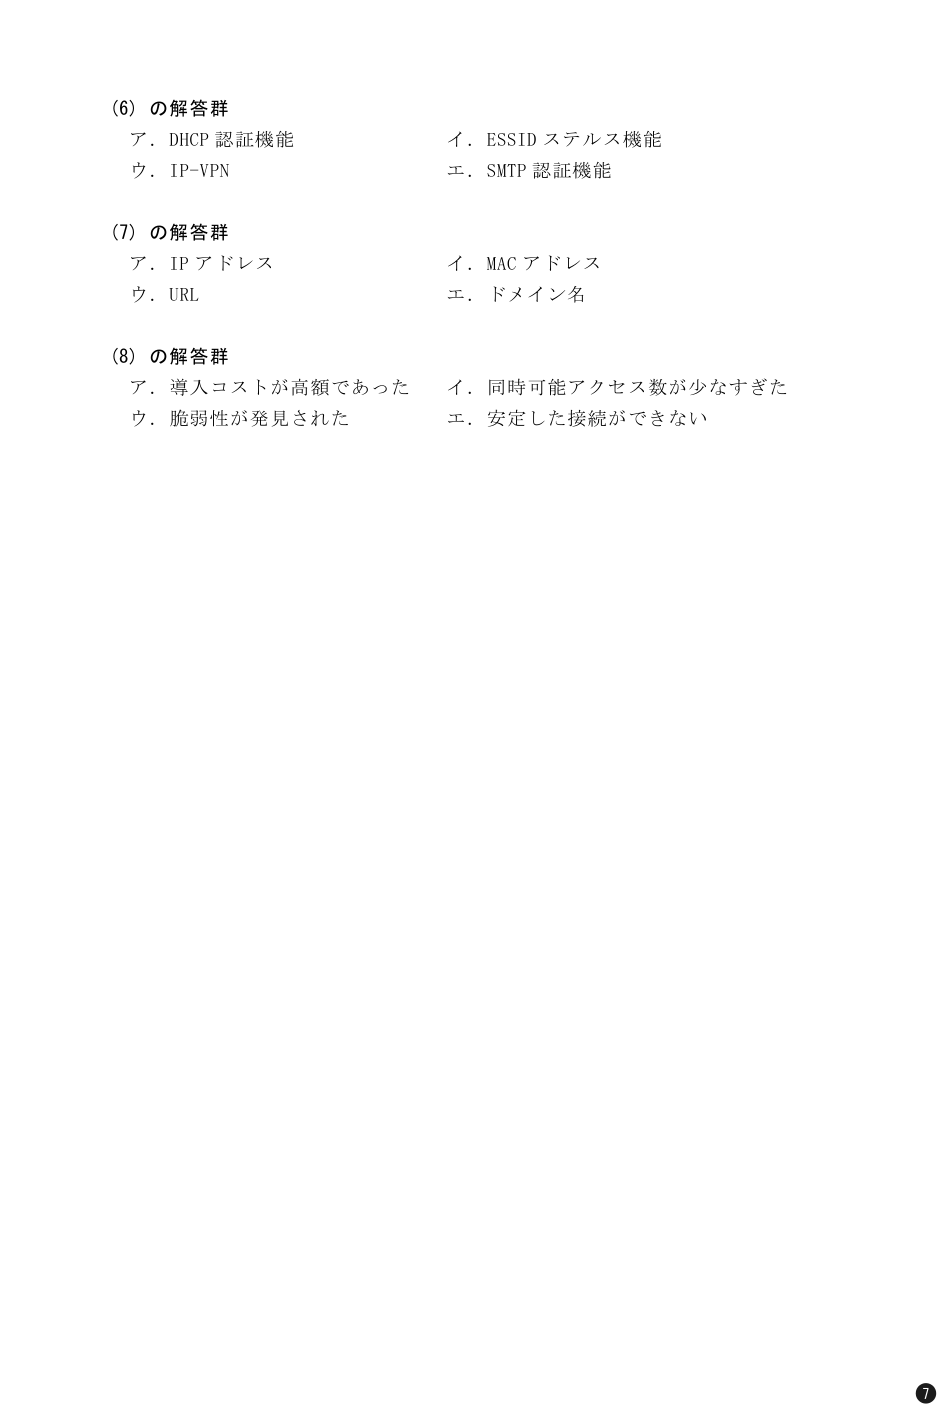 (6) の解答群
ア．DHCP 認証機能　イ．ESSID ステルス機能
ウ．IP-VPN　エ．SMTP 認証機能
(7) の解答群
ア．IP アドレス　イ．MAC アドレス
ウ．URL　エ．ドメイン名
(8) の解答群
ア．導入コストが高額であった　イ．同時可能アクセス数が少なすぎた
ウ．脆弱性が発見された　エ．安定した接続ができない
7